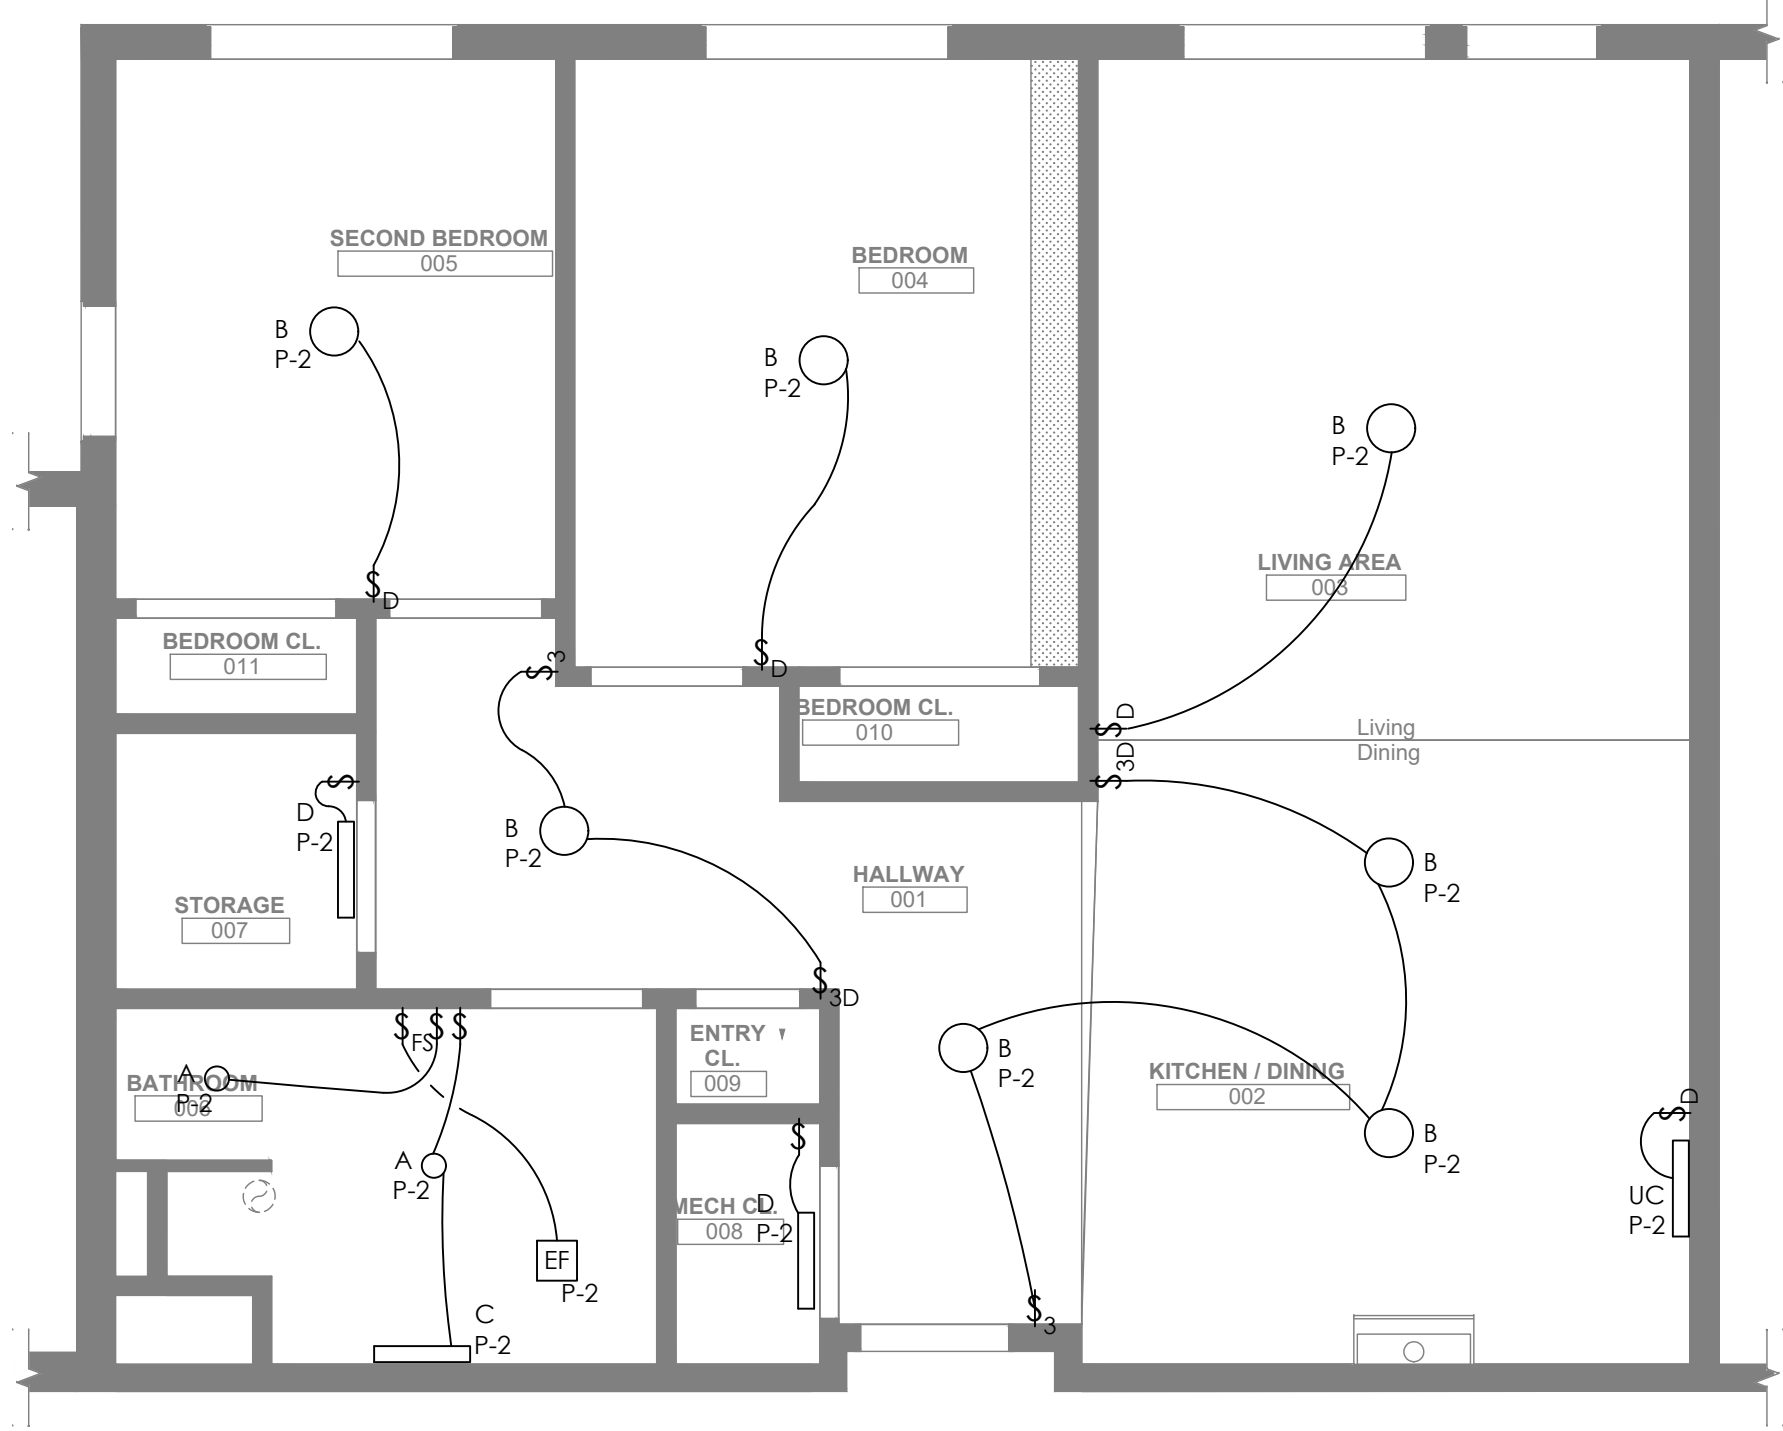 SECOND BEDROOM
005
BEDROOM
004
B
P-2
B
P-2
B
P-2
LIVING AREA
003
$D
BEDROOM CL.
011
$3
$D
BEDROOM CL.
010
$D
Living
Dining
$3D
$
D
P-2
B
P-2
B
P-2
HALLWAY
001
STORAGE
007
$3D
$FS
$
$
ENTRY
CL.
009
B
P-2
KITCHEN / DINING
002
A
P-2
BATHROOM
006
$D
B
P-2
$
A
P-2
MECH CL.
008
D
P-2
UC
P-2
EF
P-2
C
P-2
$3